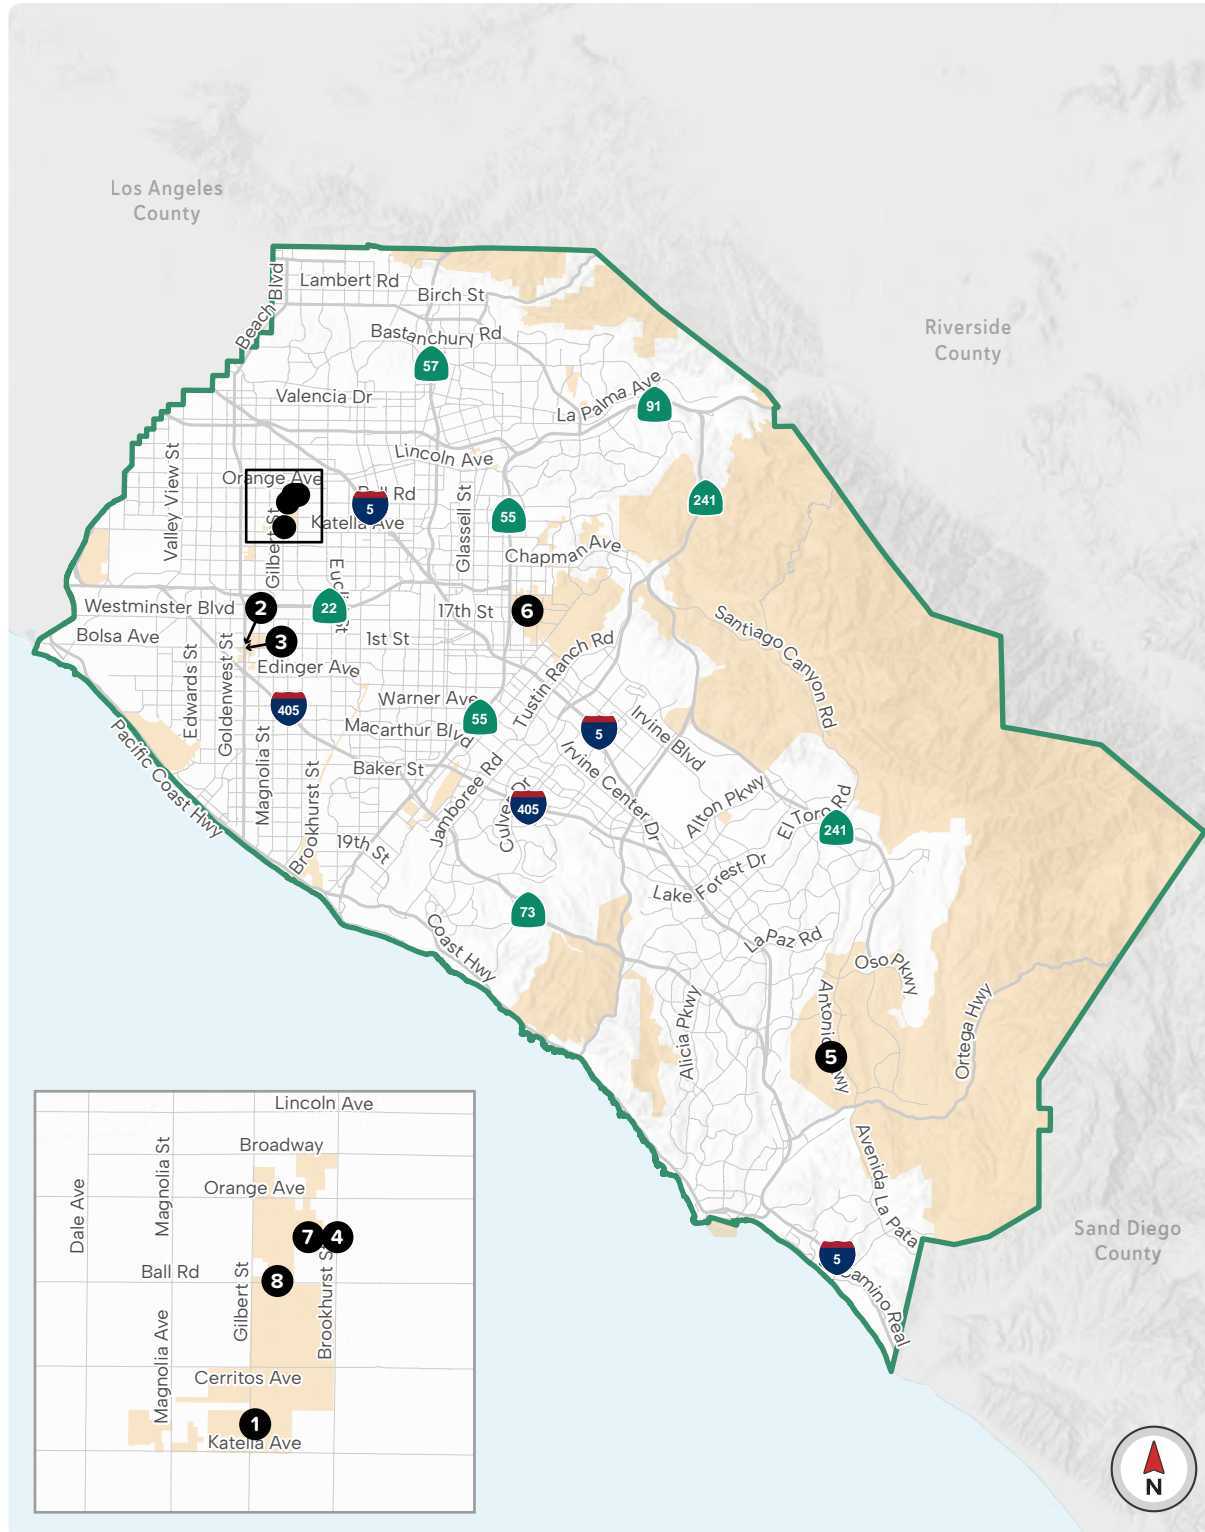 Los Angeles
County
Riverside
County
Beach Blvd
Lambert Rd
Birch St
Bastanchury Rd
57
Valencia Dr
La Palma Ave
91
Lincoln Ave
Valley View St
Orange Ave
Ball Rd
5
Katella Ave
Gilbert St
Glassell St
55
241
Chapman Ave
Euclid St
Westminster Blvd
2
22
17th St
6
Bolsa Ave
3
1st St
Santiago Canyon Rd
Edinger Ave
Edwards St
Goldenwest St
Tustin Ranch Rd
405
Warner Ave
55
Macarthur Blvd
5
Irvine Blvd
Pacific Coast Hwy
Magnolia St
Baker St
Brookhurst St
Jamboree Rd
Culver Dr
405
Irvine Center Dr
Alton Pkwy
El Toro Rd
241
19th St
Lake Forest Dr
73
Coast Hwy
La Paz Rd
Oso Pkwy
Alicia Pkwy
Antonio Pkwy
5
Ortega Hwy
Avenida La Pata
Sand Diego
County
5
Camino Real
Lincoln Ave
Broadway
Magnolia St
Dale Ave
Orange Ave
7
4
Ball Rd
8
Gilbert St
Brookhurst St
Magnolia Ave
Cerritos Ave
1
Katella Ave
N